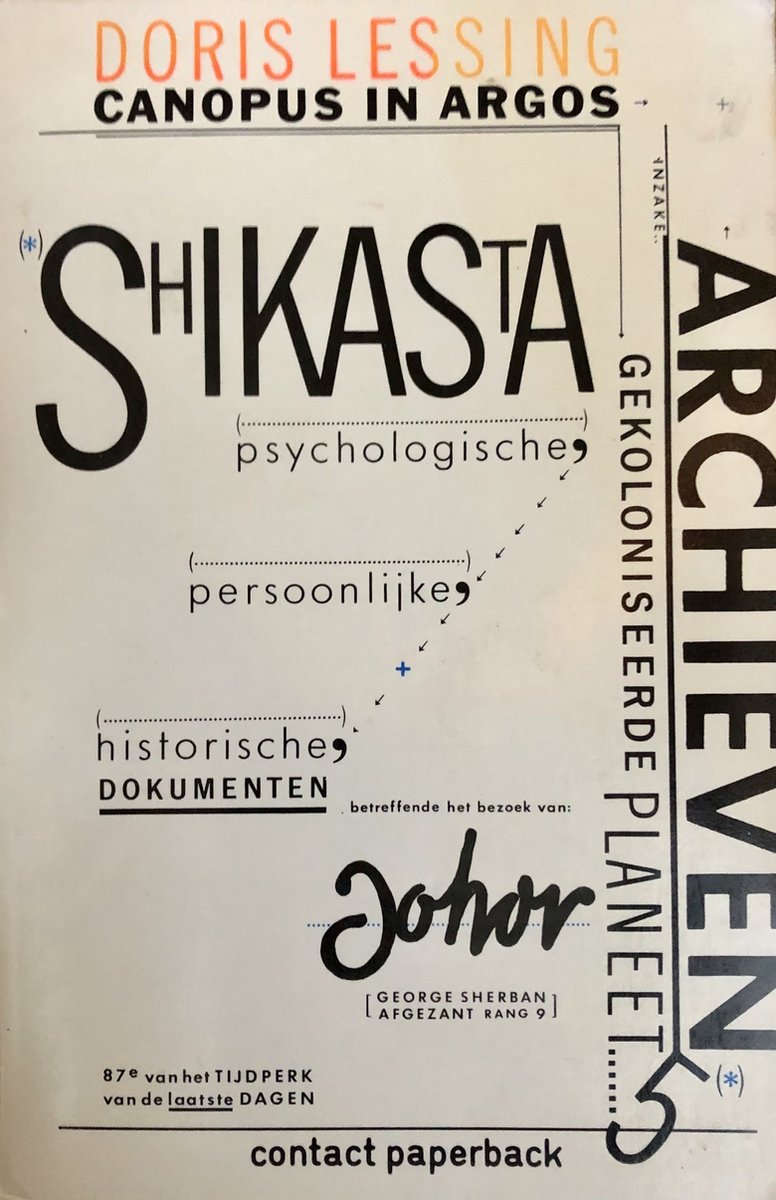 DORIS LESSING
CANOPUS IN ARGOS
INZAKE..
ARCHIEVEN (*)
GEKOLONISEERDE PLANEET......5
(*) SHIKASTA
psychologische,
persoonlijke,
historische,
DOKUMENTEN
betreffende het bezoek van:
Johor
[GEORGE SHERBAN
AFGEZANT RANG 9]
87e van het TIJDPERK
van de laatste DAGEN
contact paperback